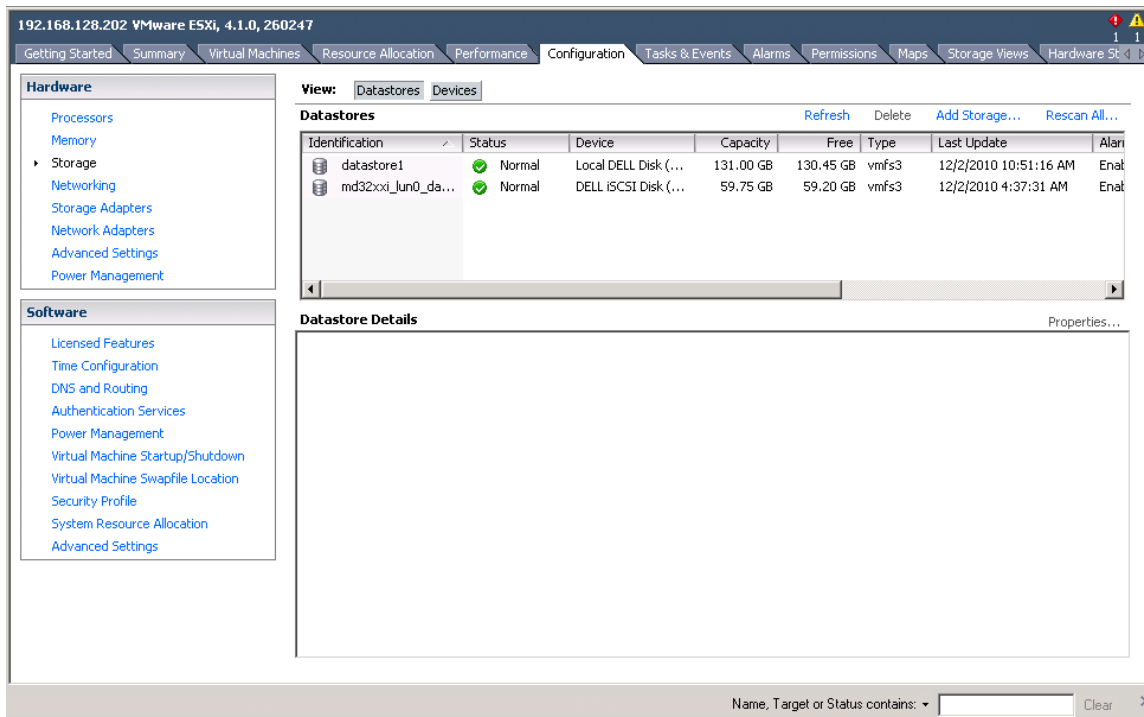 192.168.128.202 VMware ESXi, 4.1.0, 260247
1 1
Getting Started Summary Virtual Machines Resource Allocation Performance Configuration Tasks & Events Alarms Permissions Maps Storage Views Hardware St
Hardware
Processors
Memory
Storage
Networking
Storage Adapters
Network Adapters
Advanced Settings
Power Management
Software
Licensed Features
Time Configuration
DNS and Routing
Authentication Services
Power Management
Virtual Machine Startup/Shutdown
Virtual Machine Swapfile Location
Security Profile
System Resource Allocation
Advanced Settings
View: Datastores Devices
Datastores Refresh Delete Add Storage... Rescan All...
Identification Status Device Capacity Free Type Last Update Alarr
datastore1 Normal Local DELL Disk (... 131.00 GB 130.45 GB vmfs3 12/2/2010 10:51:16 AM Enab
md32xxi_lun0_da... Normal DELL iSCSI Disk (... 59.75 GB 59.20 GB vmfs3 12/2/2010 4:37:31 AM Enab
Datastore Details Properties...
Name, Target or Status contains: Clear